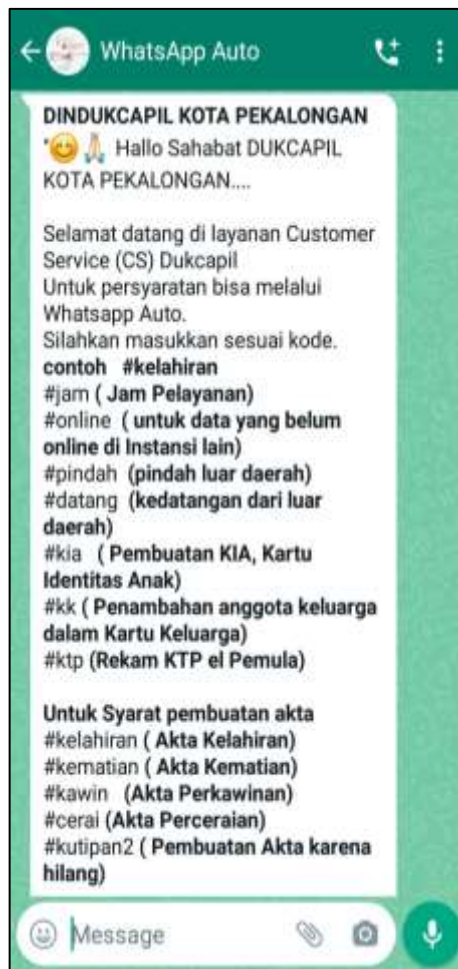 WhatsApp Auto
DINDUKCAPIL KOTA PEKALONGAN
*😊🙏 Hallo Sahabat DUKCAPIL
KOTA PEKALONGAN....
Selamat datang di layanan Customer
Service (CS) Dukcapil
Untuk persyaratan bisa melalui
Whatsapp Auto.
Silahkan masukkan sesuai kode.
contoh #kelahiran
#jam ( Jam Pelayanan)
#online ( untuk data yang belum
online di Instansi lain)
#pindah (pindah luar daerah)
#datang (kedatangan dari luar
daerah)
#kia ( Pembuatan KIA, Kartu
Identitas Anak)
#kk ( Penambahan anggota keluarga
dalam Kartu Keluarga)
#ktp (Rekam KTP el Pemula)
Untuk Syarat pembuatan akta
#kelahiran ( Akta Kelahiran)
#kematian ( Akta Kematian)
#kawin (Akta Perkawinan)
#cerai (Akta Perceraian)
#kutipan2 ( Pembuatan Akta karena
hilang)
Message